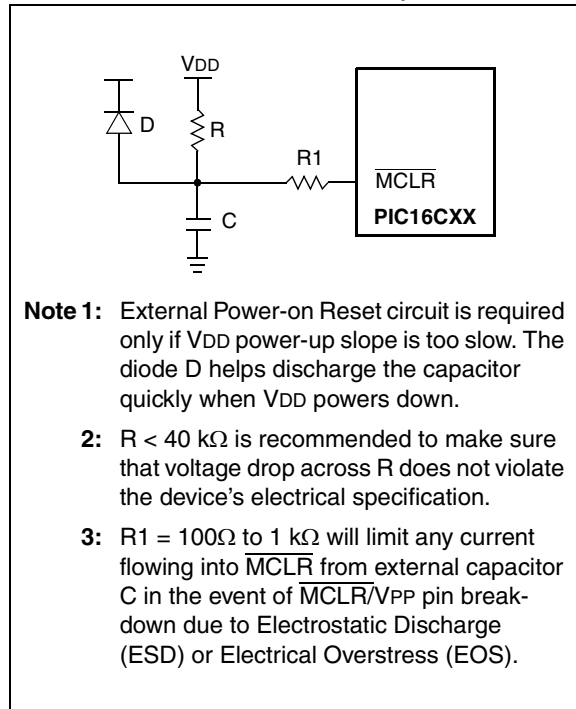 VDD
D
R
R1
MCLR
C
PIC16CXX
Note 1: External Power-on Reset circuit is required
only if VDD power-up slope is too slow. The
diode D helps discharge the capacitor
quickly when VDD powers down.
2: R < 40 kΩ is recommended to make sure
that voltage drop across R does not violate
the device's electrical specification.
3: R1 = 100Ω to 1 kΩ will limit any current
flowing into MCLR from external capacitor
C in the event of MCLR/VPP pin break-
down due to Electrostatic Discharge
(ESD) or Electrical Overstress (EOS).